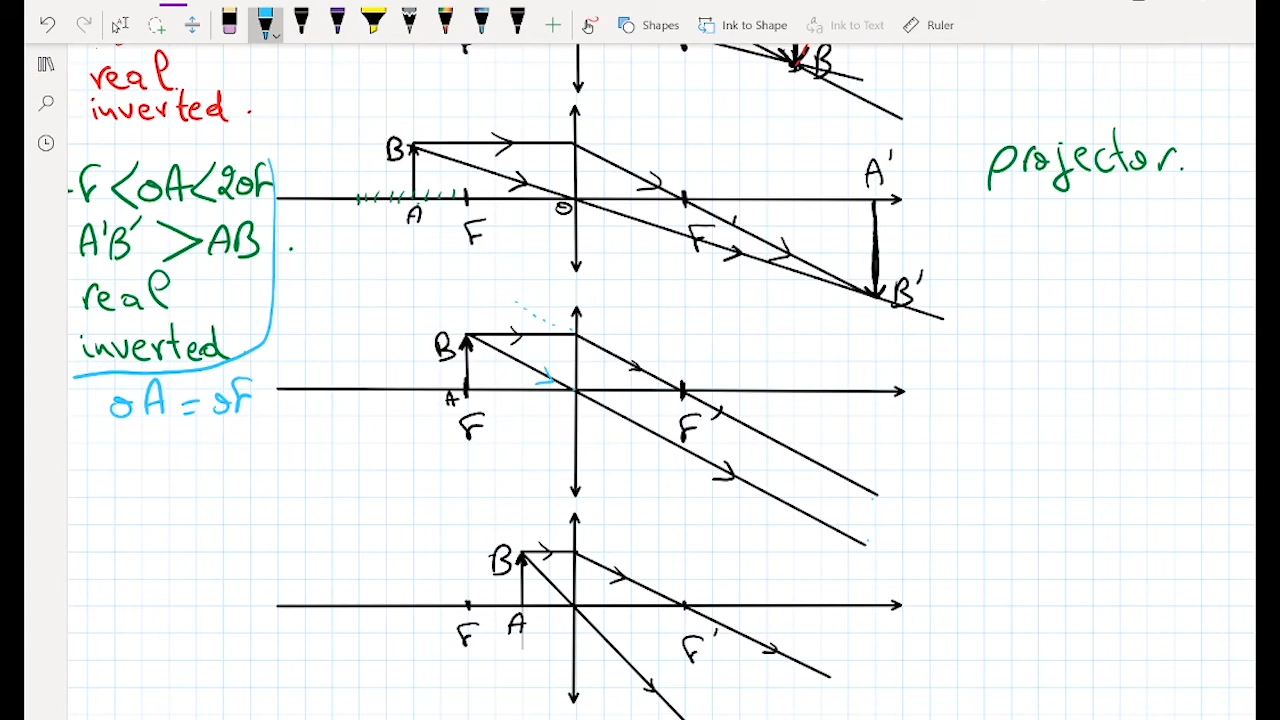 Shapes Ink to Shape Ink to Text Ruler
real
inverted.
B
F<OA<2OF
A'B' > AB.
real
inverted
B
A
F
O
F
A'
B'
projector.
OA = OF
B
A
F
F'
B
F
A
F'